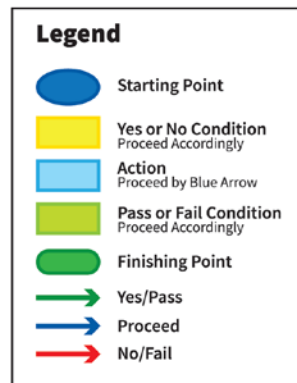 Legend
Starting Point
Yes or No Condition
Proceed Accordingly
Action
Proceed by Blue Arrow
Pass or Fail Condition
Proceed Accordingly
Finishing Point
Yes/Pass
Proceed
No/Fail